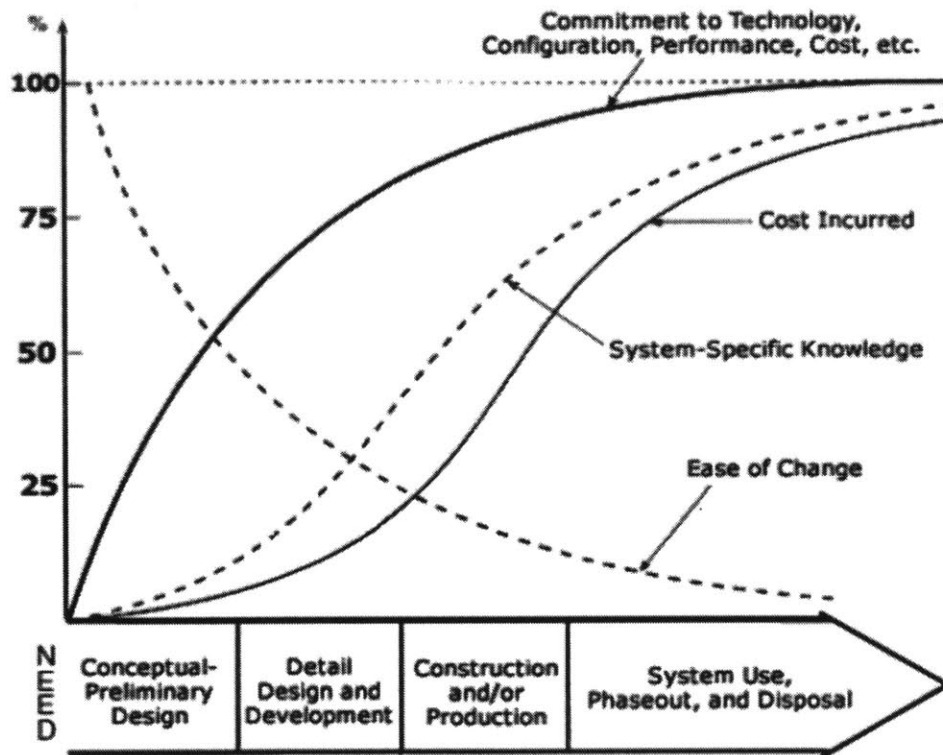 %
Commitment to Technology,
Configuration, Performance, Cost, etc.
100
75
Cost Incurred
50
System-Specific Knowledge
25
Ease of Change
NEED
Conceptual-
Preliminary
Design
Detail
Design and
Development
Construction
and/or
Production
System Use,
Phaseout, and Disposal